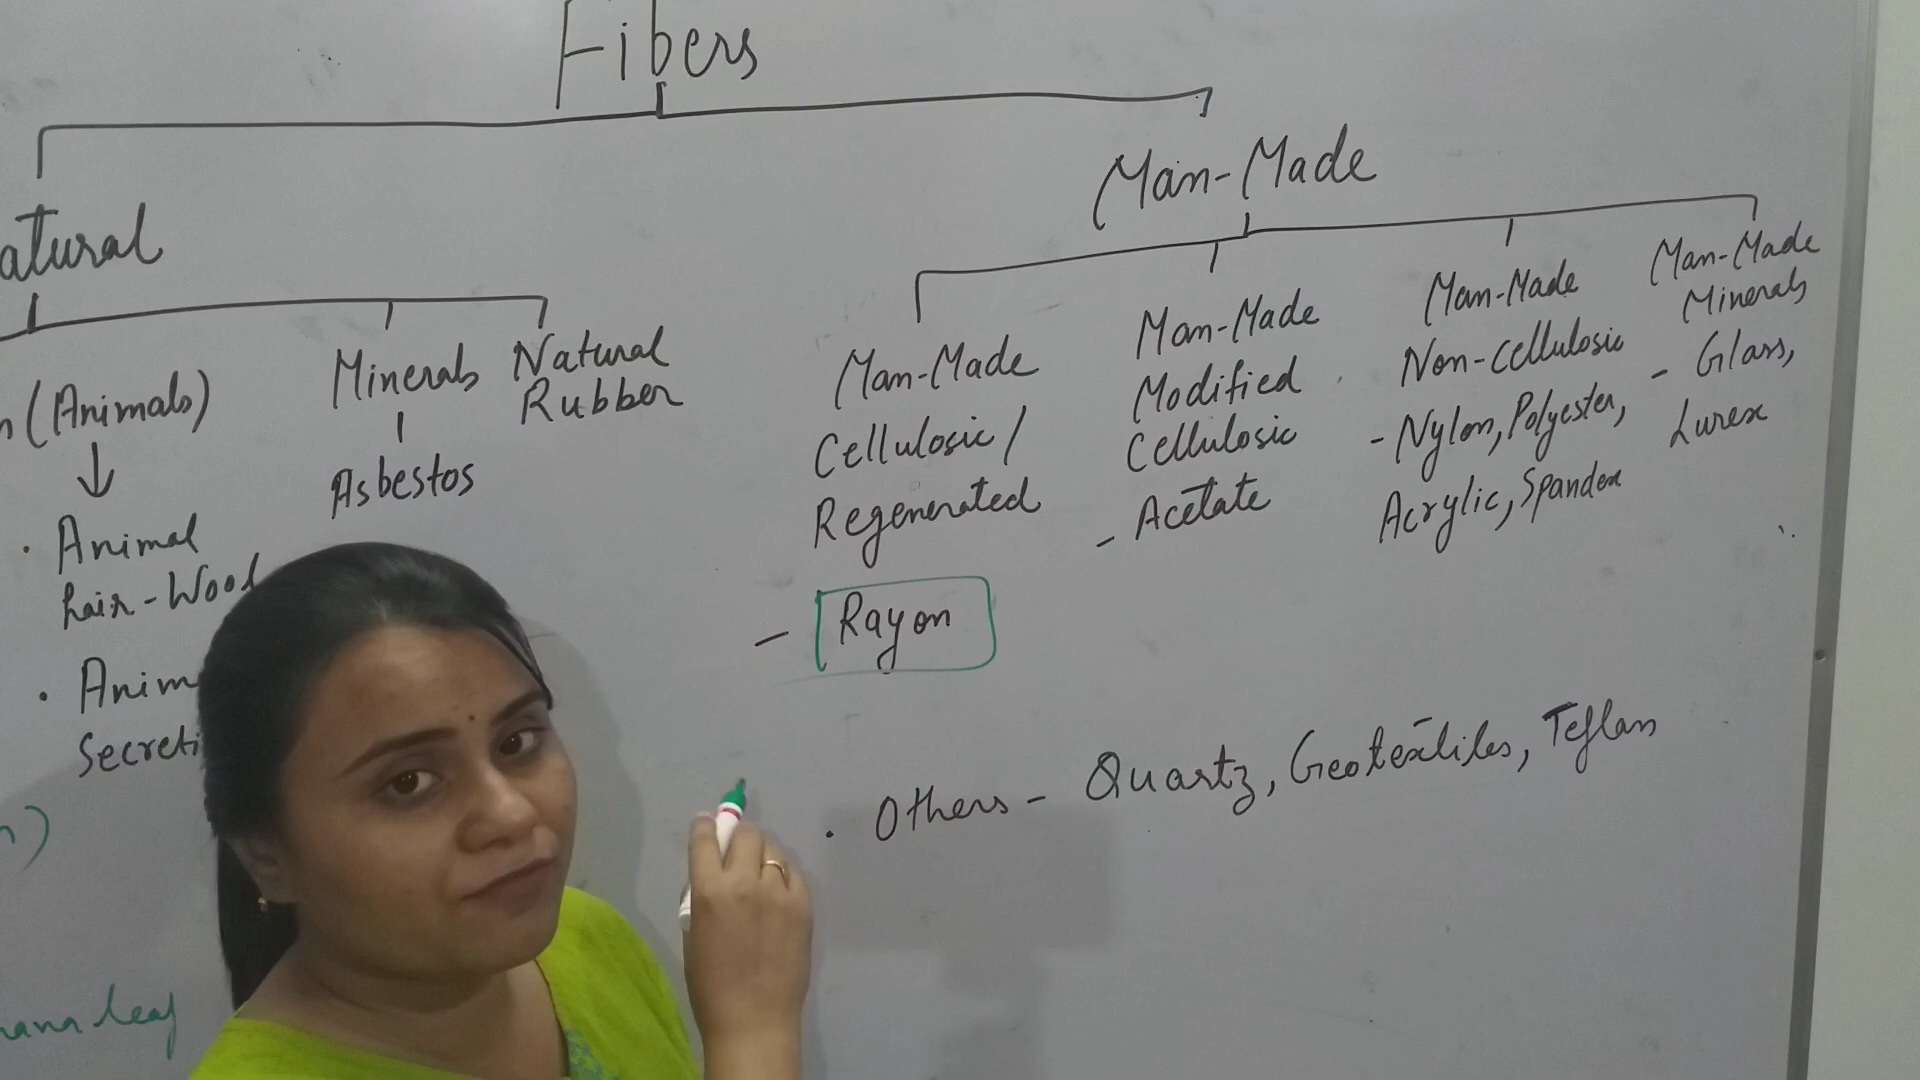 Fibers
Man-Made
atural
(Animals)
Minerals
Asbestos
Natural
Rubber
Animal
hair-Wool
Anim
Secreti
ana leaf
Man-Made
Cellulosic/
Regenerated
- Rayon
Man-Made
Modified
Cellulosic
- Acetate
Man-Made
Non-cellulosic
- Nylon, Polyester,
Acrylic, Spandex
Man-Made
Minerals
- Glass,
Lurex
• Others - Quartz, Geotextiles, Teflan